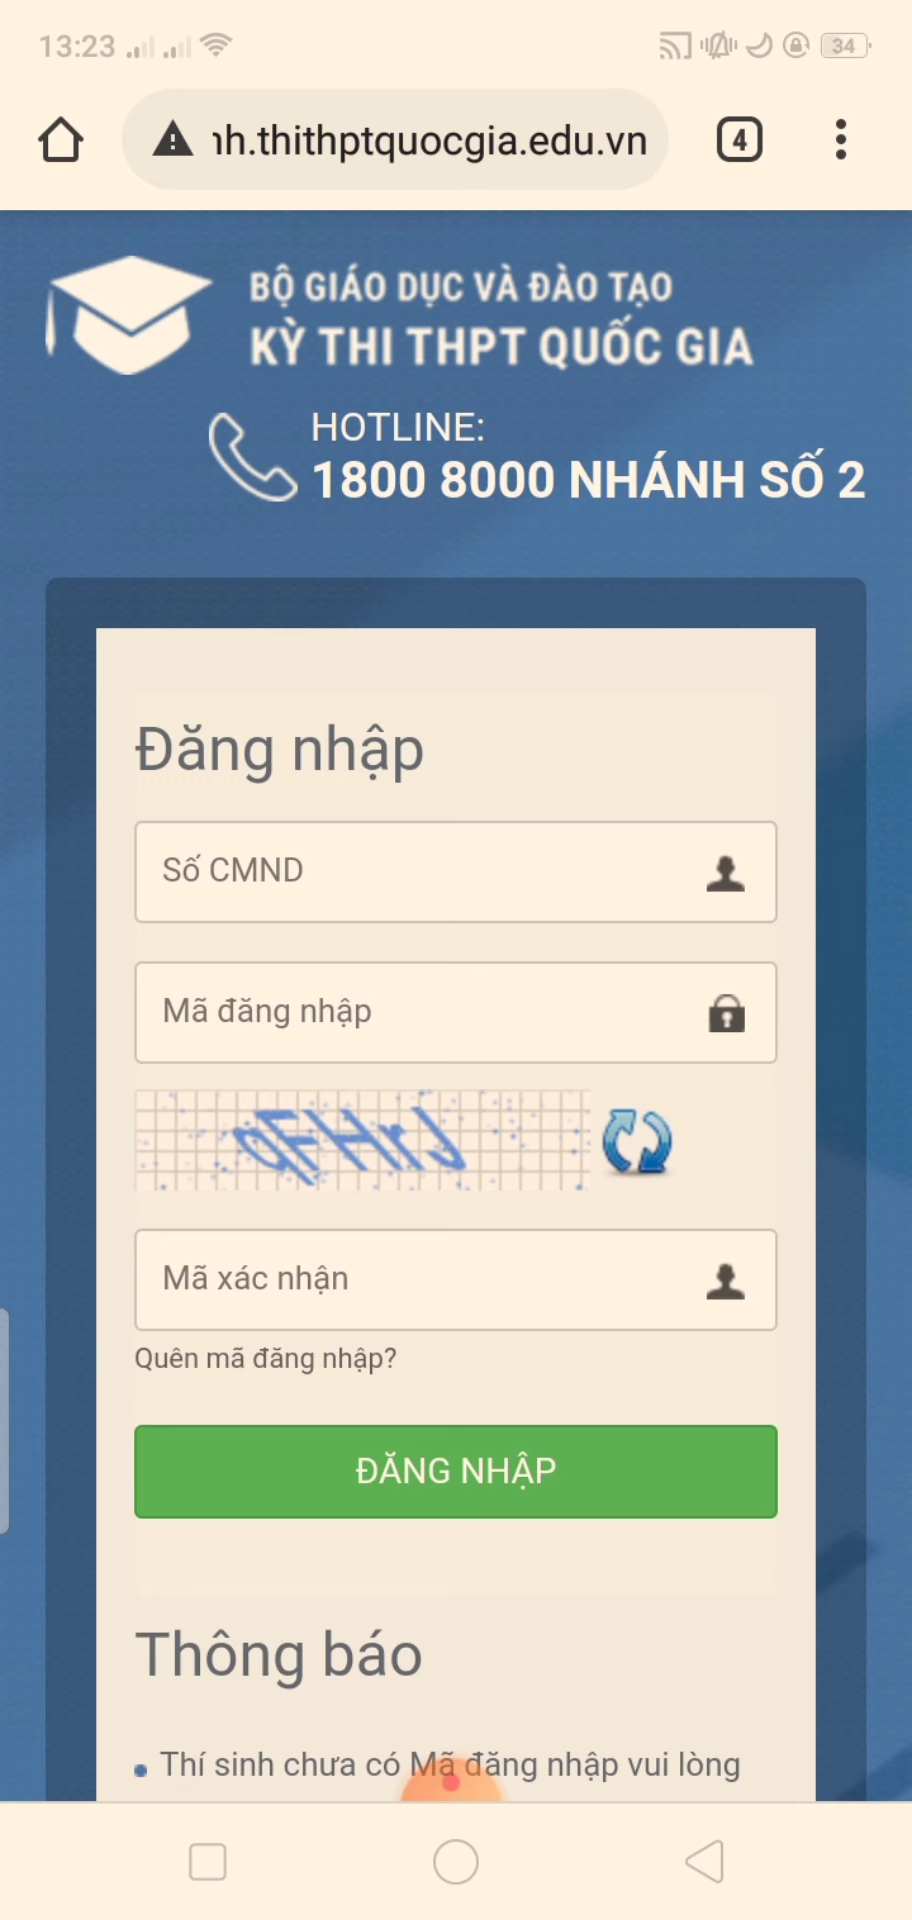 13:23
34
nh.thithptquocgia.edu.vn
4
BỘ GIÁO DỤC VÀ ĐÀO TẠO
KỲ THI THPT QUỐC GIA
HOTLINE:
1800 8000 NHÁNH SỐ 2
Đăng nhập
Số CMND
Mã đăng nhập
qFHrJ
Mã xác nhận
Quên mã đăng nhập?
ĐĂNG NHẬP
Thông báo
Thí sinh chưa có Mã đăng nhập vui lòng